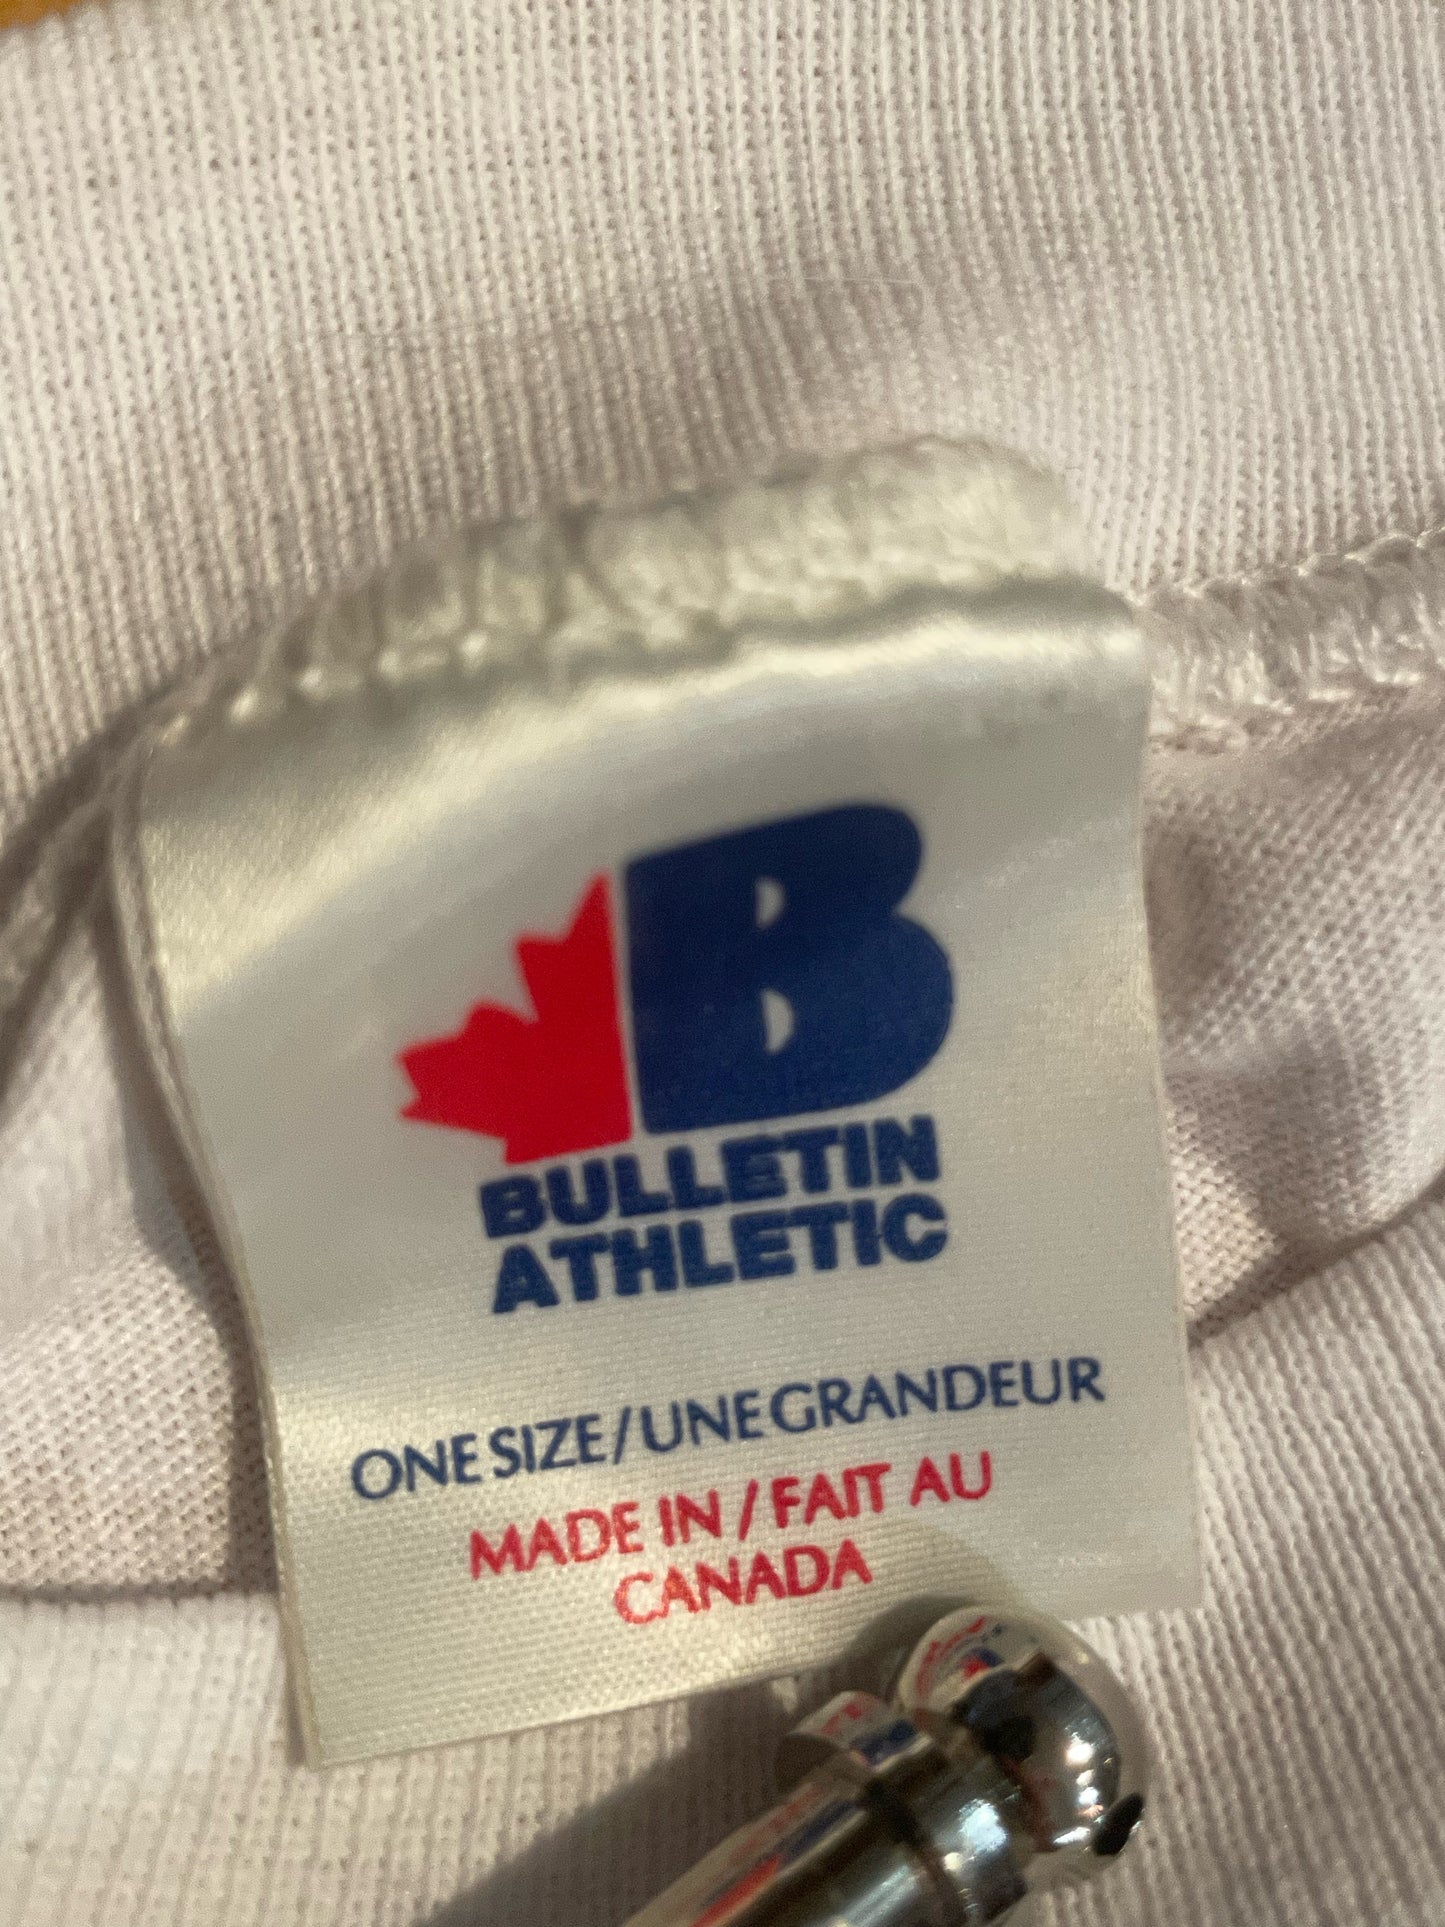 B
BULLETIN
ATHLETIC
ONE SIZE/UNE GRANDEUR
MADE IN / FAIT AU
CANADA